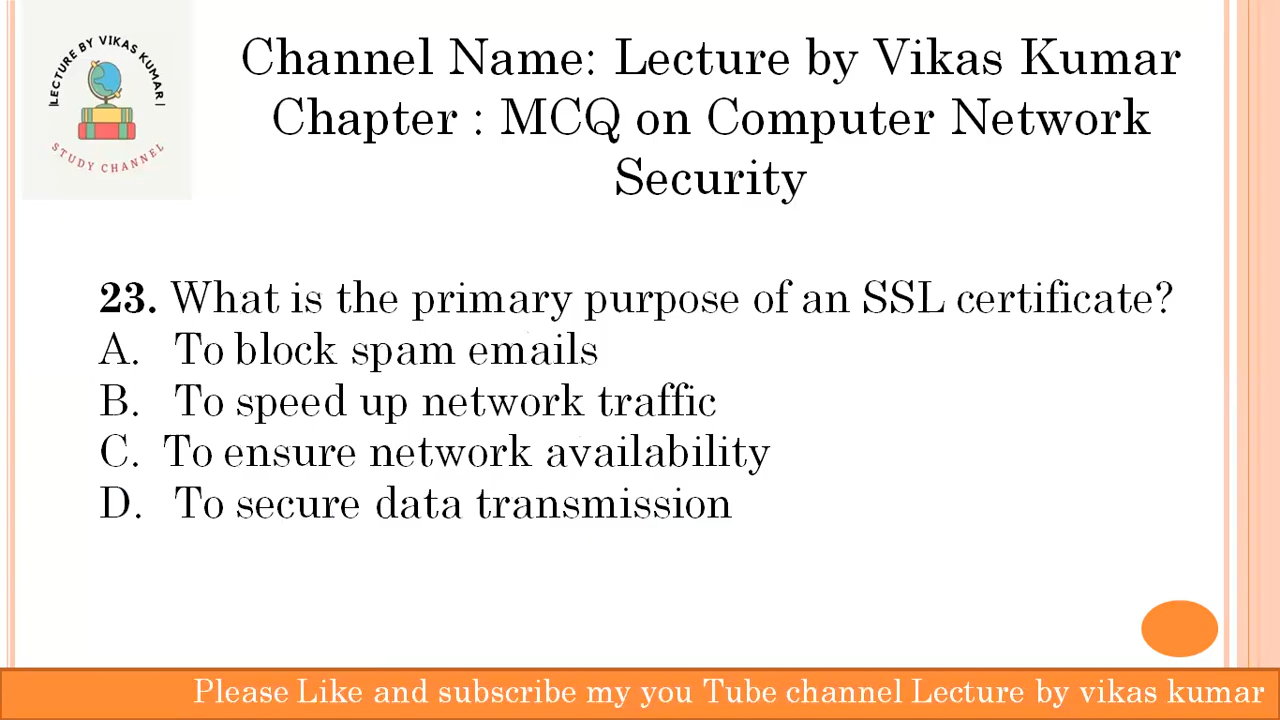 LECTURE BY VIKAS KUMAR
STUDY CHANNEL
Channel Name: Lecture by Vikas Kumar
Chapter : MCQ on Computer Network
Security
23. What is the primary purpose of an SSL certificate?
A. To block spam emails
B. To speed up network traffic
C. To ensure network availability
D. To secure data transmission
Please Like and subscribe my you Tube channel Lecture by vikas kumar